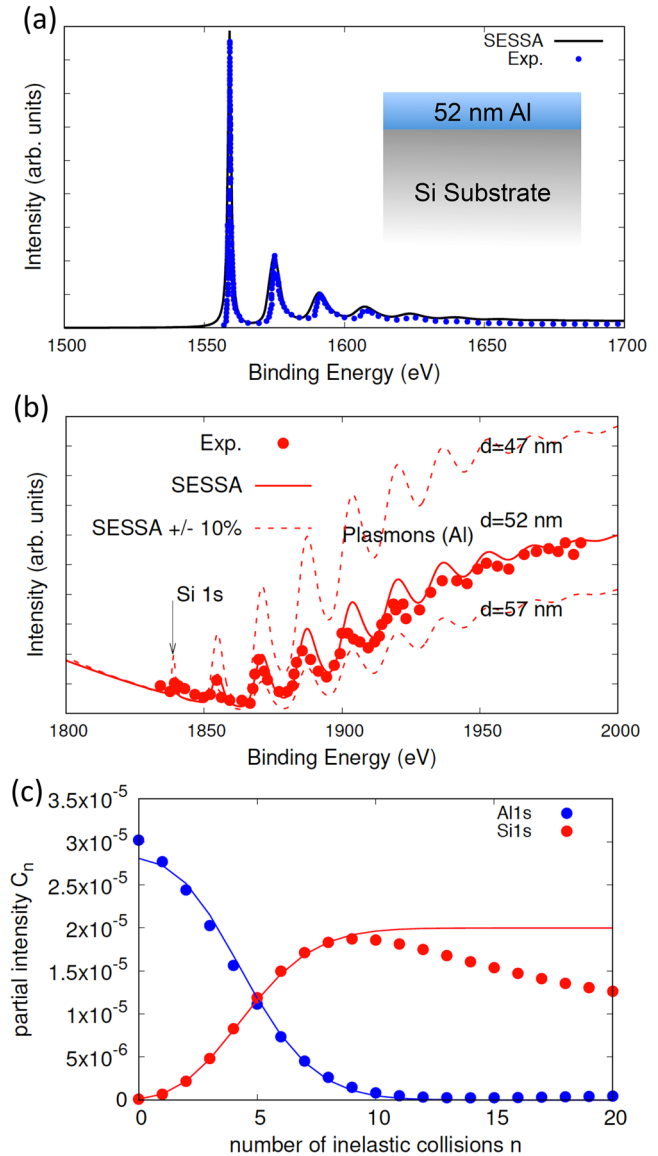 (a)
SESSA
Exp.
52 nm Al
Si Substrate
Intensity (arb. units)
1500 1550 1600 1650 1700
Binding Energy (eV)
(b)
Exp.
SESSA
SESSA +/- 10%
Si 1s
d=47 nm
Plasmons (Al)
d=52 nm
d=57 nm
Intensity (arb. units)
1800 1850 1900 1950 2000
Binding Energy (eV)
(c)
3.5x10-5
3x10-5
2.5x10-5
2x10-5
1.5x10-5
1x10-5
5x10-6
0
Al1s
Si1s
partial intensity Cn
0 5 10 15 20
number of inelastic collisions n